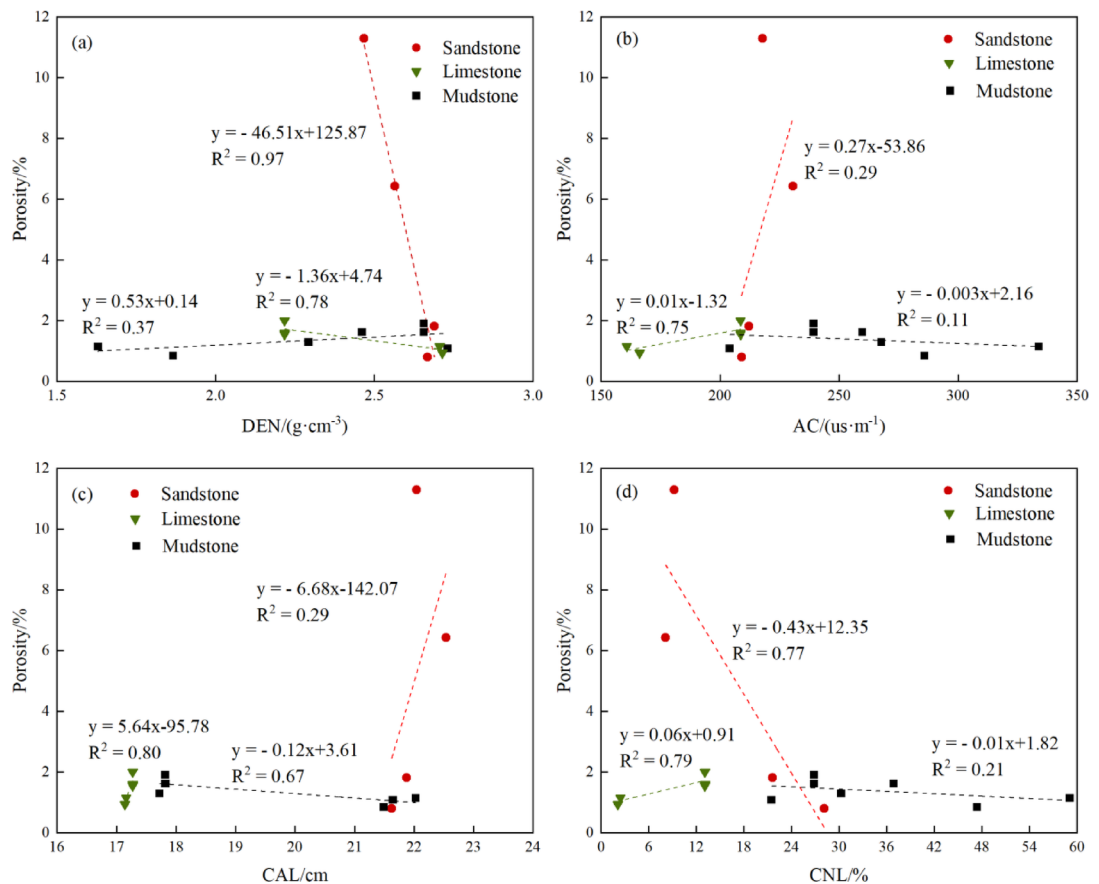 (a)
Sandstone
Limestone
Mudstone
y = - 46.51x+125.87
R² = 0.97
y = - 1.36x+4.74
R² = 0.78
y = 0.53x+0.14
R² = 0.37
Porosity/%
12
10
8
6
4
2
0
1.5 2.0 2.5 3.0
DEN/(g·cm⁻³)
(b)
Sandstone
Limestone
Mudstone
y = 0.27x-53.86
R² = 0.29
y = 0.01x-1.32
R² = 0.75
y = - 0.003x+2.16
R² = 0.11
Porosity/%
12
10
8
6
4
2
0
150 200 250 300 350
AC/(us·m⁻¹)
(c)
Sandstone
Limestone
Mudstone
y = - 6.68x-142.07
R² = 0.29
y = 5.64x-95.78
R² = 0.80
y = - 0.12x+3.61
R² = 0.67
Porosity/%
12
10
8
6
4
2
0
16 17 18 19 20 21 22 23 24
CAL/cm
(d)
Sandstone
Limestone
Mudstone
y = - 0.43x+12.35
R² = 0.77
y = 0.06x+0.91
R² = 0.79
y = - 0.01x+1.82
R² = 0.21
Porosity/%
12
10
8
6
4
2
0
0 6 12 18 24 30 36 42 48 54 60
CNL/%